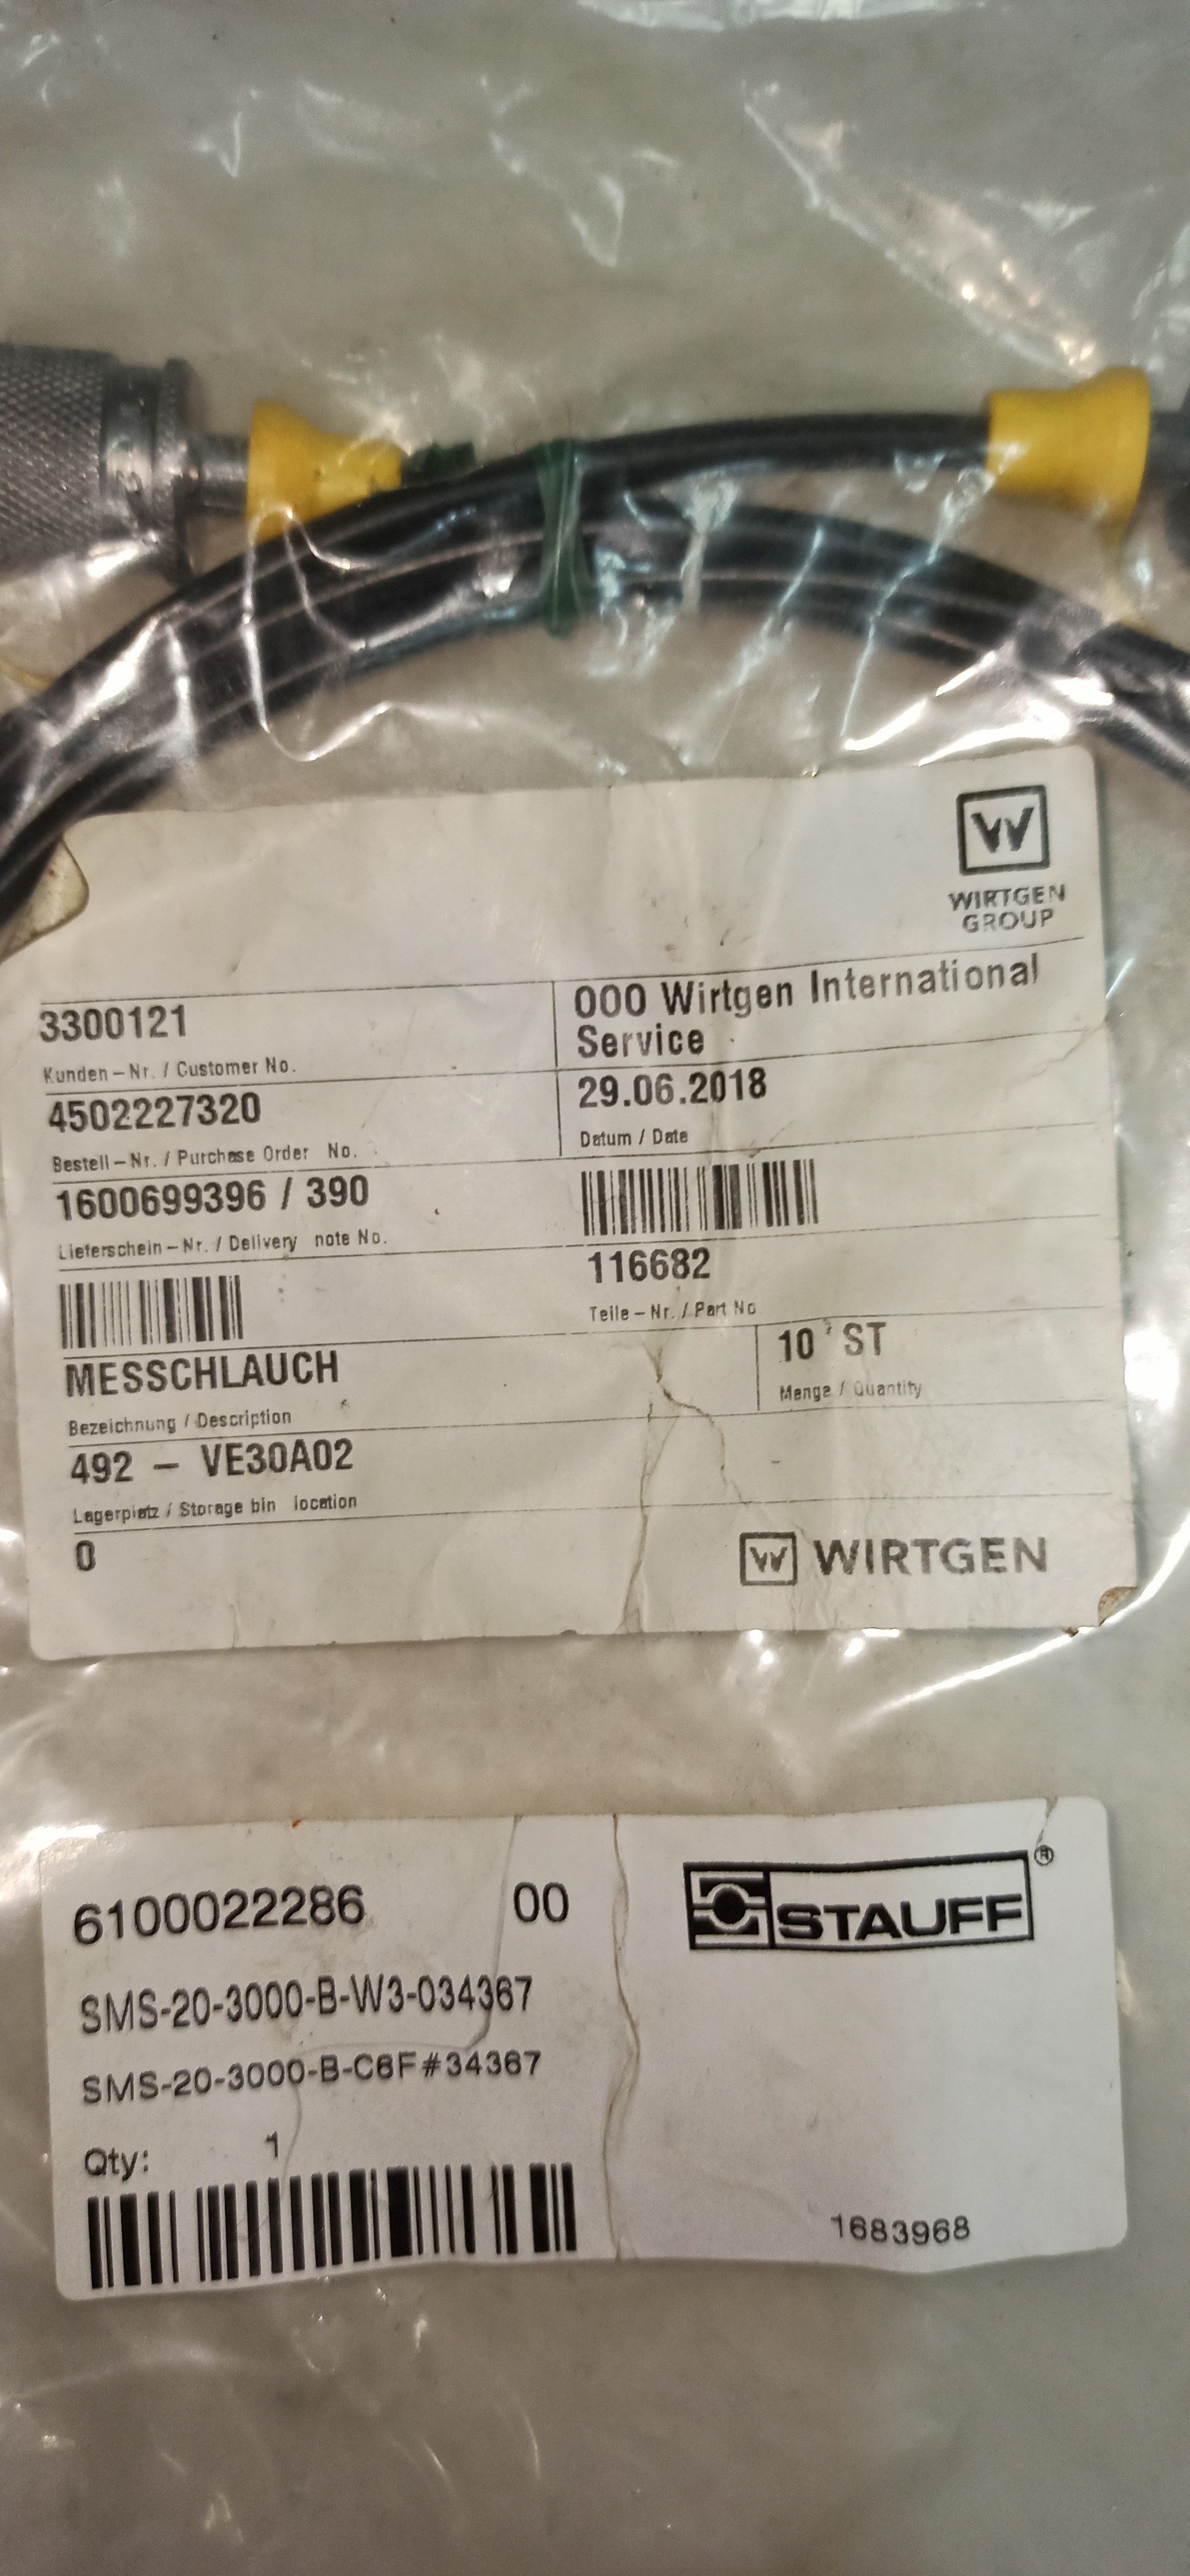 WIRTGEN
GROUP
3300121
Kunden-Nr. / Customer No.
OOO Wirtgen International
Service
4502227320
Bestell-Nr. / Purchase Order No.
29.06.2018
Datum / Date
1600699396 / 390
Lieferschein-Nr. / Delivery note No.
116682
Teile-Nr. / Part No
MESSCHLAUCH
Bezeichnung / Description
10 ST
Menge / Quantity
492 - VE30A02
Lagerplatz / Storage bin location
0
WIRTGEN
6100022286 00
STAUFF®
SMS-20-3000-B-W3-034367
SMS-20-3000-B-C6F#34367
Qty: 1
1683968